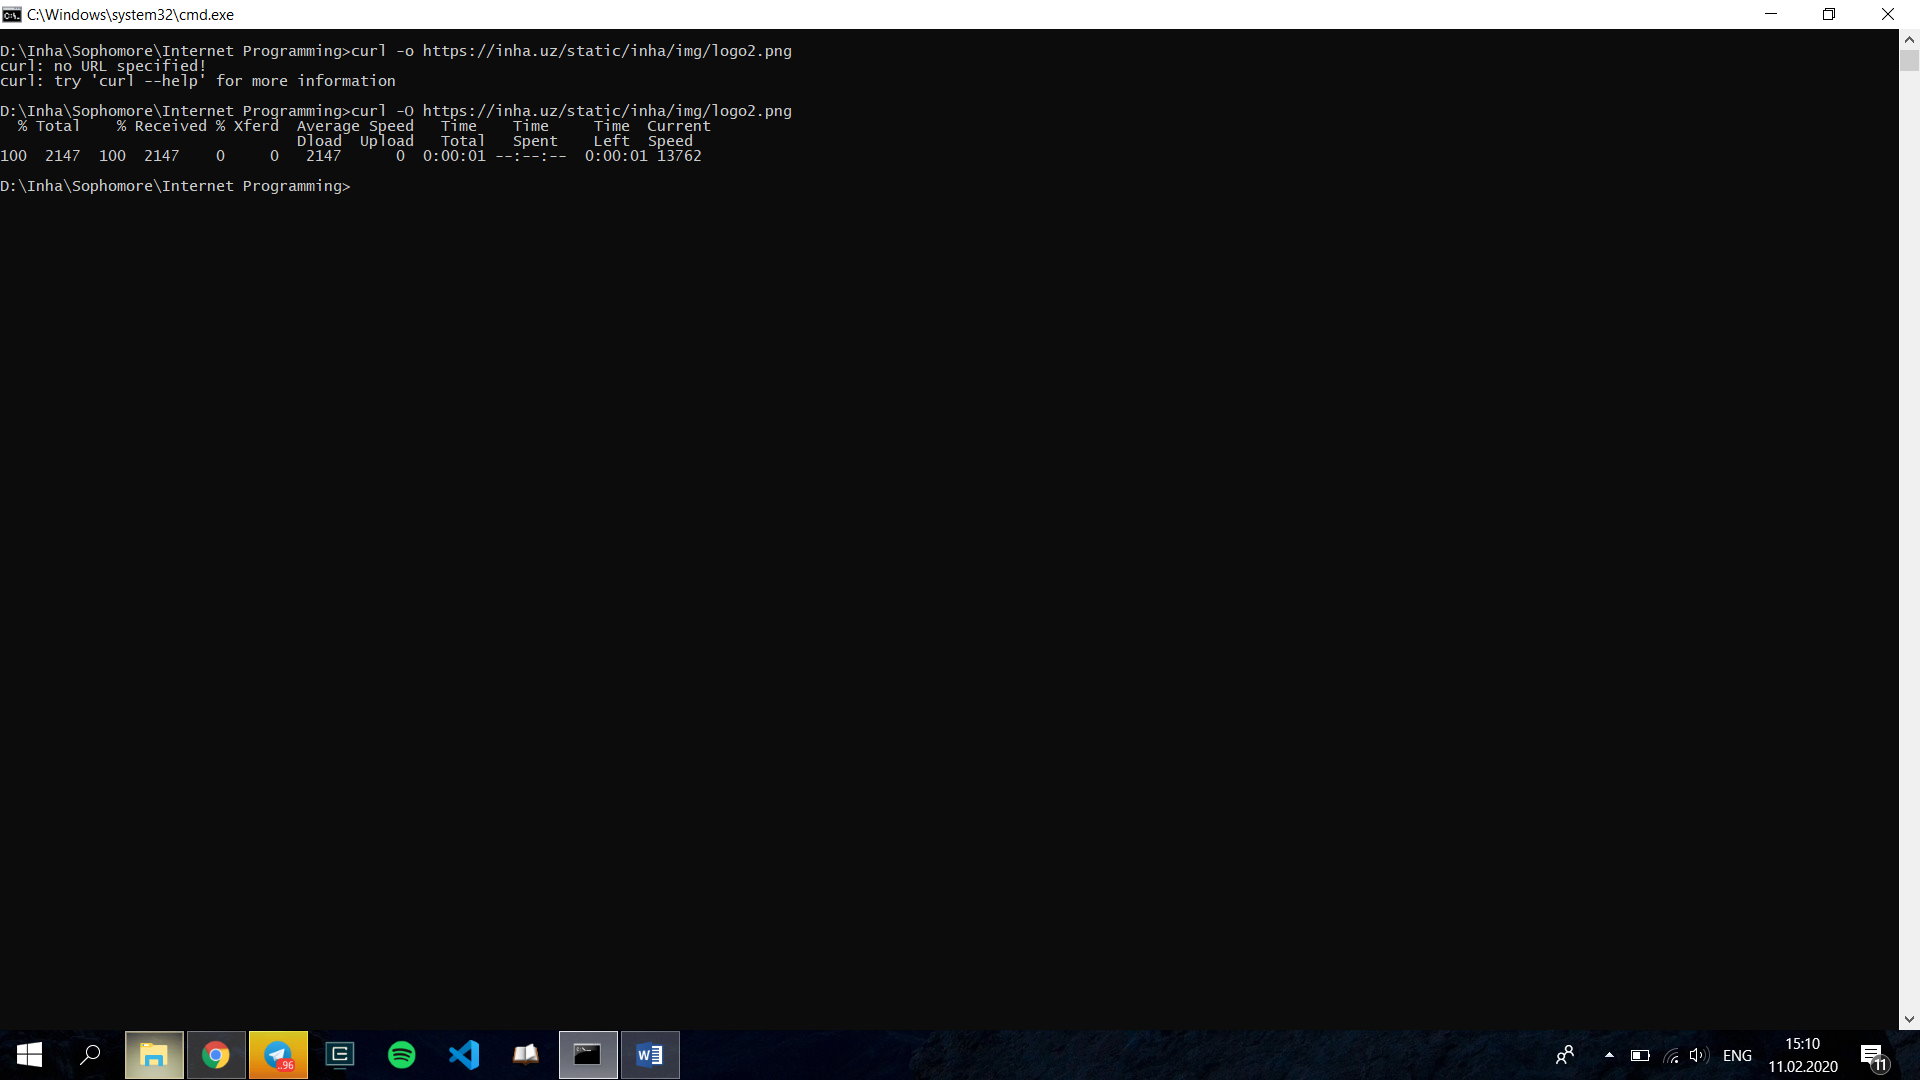 C:\Windows\system32\cmd.exe
D:\Inha\Sophomore\Internet Programming>curl -o https://inha.uz/static/inha/img/logo2.png
curl: no URL specified!
curl: try 'curl --help' for more information
D:\Inha\Sophomore\Internet Programming>curl -O https://inha.uz/static/inha/img/logo2.png
  % Total    % Received % Xferd  Average Speed   Time    Time     Time  Current
                                 Dload  Upload   Total   Spent    Left  Speed
100  2147  100  2147    0     0   2147      0  0:00:01 --:--:--  0:00:01 13762
D:\Inha\Sophomore\Internet Programming>
..96
ENG
15:10
11.02.2020
11